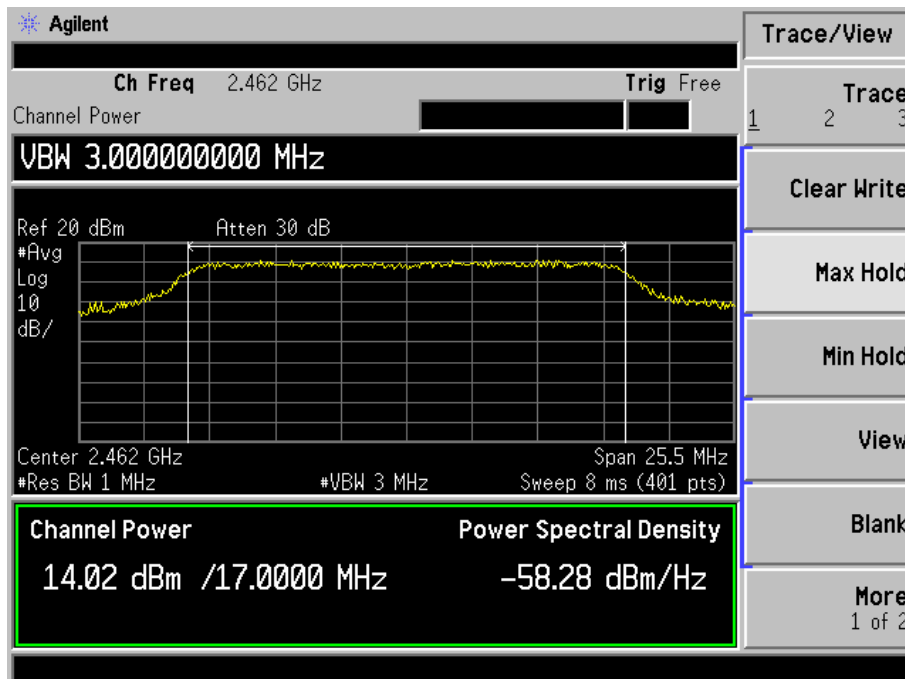 Agilent
Trace/View
Ch Freq 2.462 GHz Trig Free
Channel Power
VBW 3.000000000 MHz
Ref 20 dBm Atten 30 dB
#Avg
Log
10
dB/
Center 2.462 GHz Span 25.5 MHz
#Res BW 1 MHz #VBW 3 MHz Sweep 8 ms (401 pts)
Channel Power Power Spectral Density
14.02 dBm /17.0000 MHz -58.28 dBm/Hz
Trace
1 2 3
Clear Write
Max Hold
Min Hold
View
Blank
More
1 of 2